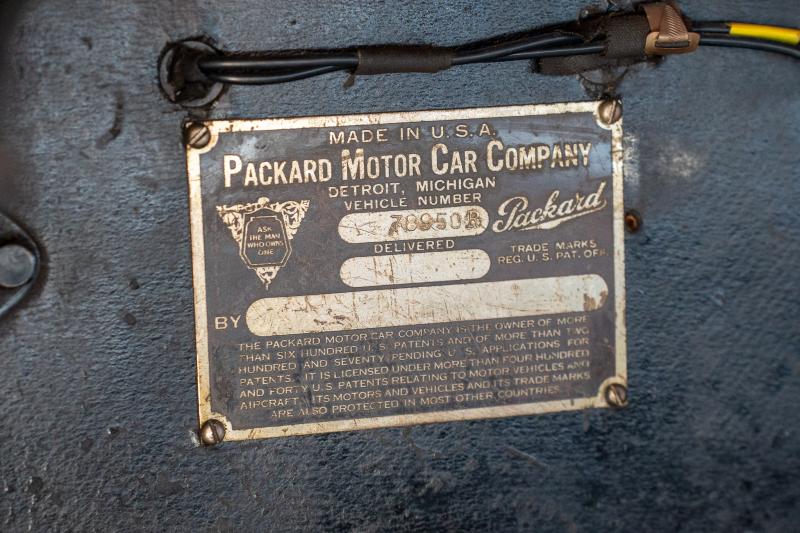 MADE IN U.S.A.
PACKARD MOTOR CAR COMPANY
DETROIT, MICHIGAN
VEHICLE NUMBER
78950B
Packard
ASK
THE MAN
WHO OWNS
ONE
DELIVERED
TRADE MARKS
REG. U.S. PAT. OFF.
BY
THE PACKARD MOTOR CAR COMPANY IS THE OWNER OF MORE
THAN SIX HUNDRED U.S. PATENTS AND OF MORE THAN TWO
HUNDRED AND SEVENTY PENDING U.S. APPLICATIONS FOR
PATENTS. IT IS LICENSED UNDER MORE THAN FOUR HUNDRED
AND FORTY U.S. PATENTS RELATING TO MOTOR VEHICLES AND
AIRCRAFT. ITS MOTORS AND VEHICLES AND ITS TRADE MARKS
ARE ALSO PROTECTED IN MOST OTHER COUNTRIES